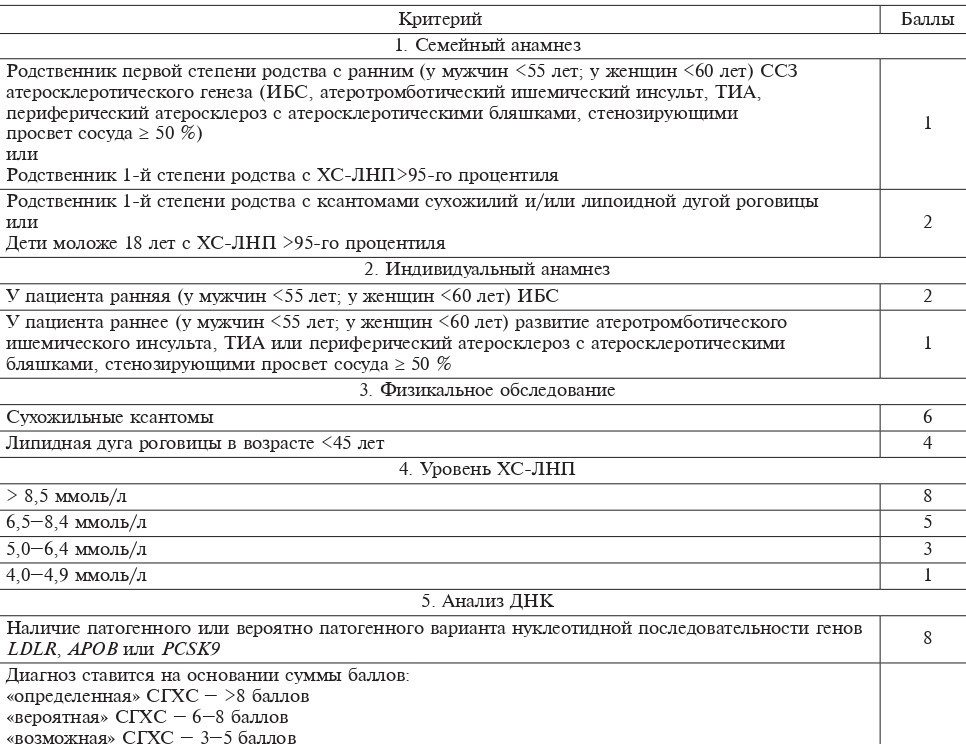 Критерий Баллы
1. Семейный анамнез
Родственник первой степени родства с ранним (у мужчин <55 лет; у женщин <60 лет) ССЗ
атеросклеротического генеза (ИБС, атеротромботический ишемический инсульт, ТИА,
периферический атеросклероз с атеросклеротическими бляшками, стенозирующими
просвет сосуда ≥ 50 %)
или
Родственник 1-й степени родства с ХС-ЛНП>95-го процентиля
1
Родственник 1-й степени родства с ксантомами сухожилий и/или липоидной дугой роговицы
или
Дети моложе 18 лет с ХС-ЛНП >95-го процентиля
2
2. Индивидуальный анамнез
У пациента ранняя (у мужчин <55 лет; у женщин <60 лет) ИБС 2
У пациента раннее (у мужчин <55 лет; у женщин <60 лет) развитие атеротромботического
ишемического инсульта, ТИА или периферический атеросклероз с атеросклеротическими
бляшками, стенозирующими просвет сосуда ≥ 50 %
1
3. Физикальное обследование
Сухожильные ксантомы 6
Липидная дуга роговицы в возрасте <45 лет 4
4. Уровень ХС-ЛНП
> 8,5 ммоль/л 8
6,5—8,4 ммоль/л 5
5,0—6,4 ммоль/л 3
4,0—4,9 ммоль/л 1
5. Анализ ДНК
Наличие патогенного или вероятно патогенного варианта нуклеотидной последовательности генов
LDLR, APOB или PCSK9
8
Диагноз ставится на основании суммы баллов:
«определенная» СГХС — >8 баллов
«вероятная» СГХС — 6—8 баллов
«возможная» СГХС — 3—5 баллов